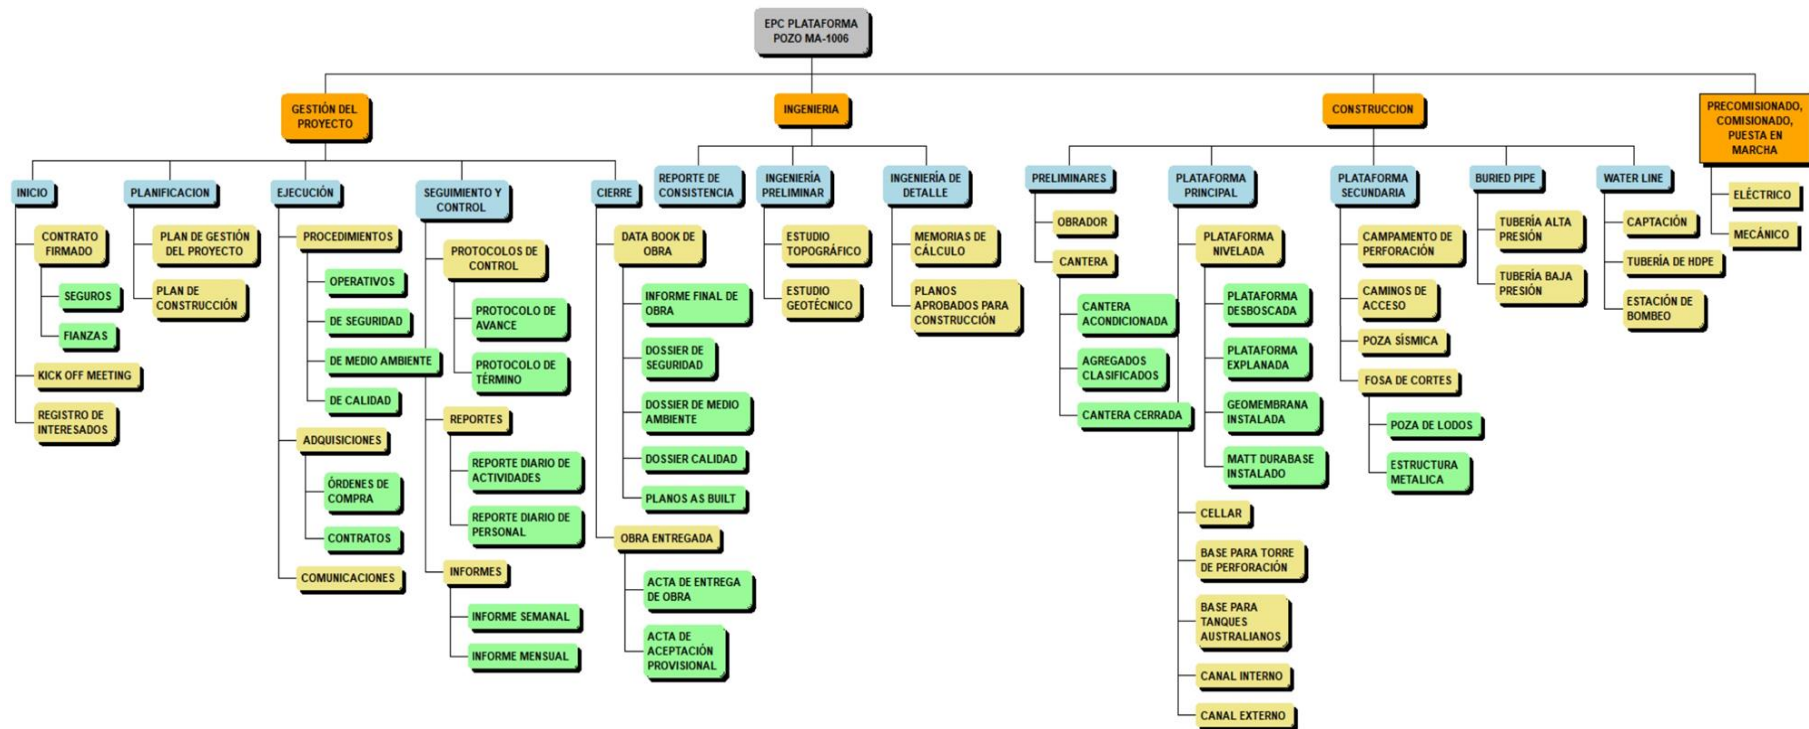 EPC PLATAFORMA
POZO MA-1006
GESTIÓN DEL
PROYECTO
INICIO
CONTRATO
FIRMADO
SEGUROS
FIANZAS
KICK OFF MEETING
REGISTRO DE
INTERESADOS
PLANIFICACION
PLAN DE GESTIÓN
DEL PROYECTO
PLAN DE
CONSTRUCCIÓN
EJECUCIÓN
PROCEDIMIENTOS
OPERATIVOS
DE SEGURIDAD
DE MEDIO AMBIENTE
DE CALIDAD
ADQUISICIONES
ÓRDENES DE
COMPRA
CONTRATOS
COMUNICACIONES
SEGUIMIENTO Y
CONTROL
PROTOCOLOS DE
CONTROL
PROTOCOLO DE
AVANCE
PROTOCOLO DE
TÉRMINO
REPORTES
REPORTE DIARIO DE
ACTIVIDADES
REPORTE DIARIO DE
PERSONAL
INFORMES
INFORME SEMANAL
INFORME MENSUAL
CIERRE
DATA BOOK DE
OBRA
INFORME FINAL DE
OBRA
DOSSIER DE
SEGURIDAD
DOSSIER DE MEDIO
AMBIENTE
DOSSIER CALIDAD
PLANOS AS BUILT
OBRA ENTREGADA
ACTA DE ENTREGA
DE OBRA
ACTA DE
ACEPTACIÓN
PROVISIONAL
INGENIERIA
REPORTE DE
CONSISTENCIA
INGENIERÍA
PRELIMINAR
ESTUDIO
TOPOGRÁFICO
ESTUDIO
GEOTÉCNICO
INGENIERÍA DE
DETALLE
MEMORIAS DE
CÁLCULO
PLANOS
APROBADOS PARA
CONSTRUCCIÓN
CONSTRUCCION
PRELIMINARES
OBRADOR
CANTERA
CANTERA
ACONDICIONADA
AGREGADOS
CLASIFICADOS
CANTERA CERRADA
PLATAFORMA
PRINCIPAL
PLATAFORMA
NIVELADA
PLATAFORMA
DESBOSCADA
PLATAFORMA
EXPLANADA
GEOMEMBRANA
INSTALADA
MATT DURABASE
INSTALADO
CELLAR
BASE PARA TORRE
DE PERFORACIÓN
BASE PARA
TANQUES
AUSTRALIANOS
CANAL INTERNO
CANAL EXTERNO
PLATAFORMA
SECUNDARIA
CAMPAMENTO DE
PERFORACIÓN
CAMINOS DE
ACCESO
POZA SÍSMICA
FOSA DE CORTES
POZA DE LODOS
ESTRUCTURA
METALICA
BURIED PIPE
TUBERÍA ALTA
PRESIÓN
TUBERÍA BAJA
PRESIÓN
WATER LINE
CAPTACIÓN
TUBERÍA DE HDPE
ESTACIÓN DE
BOMBEO
PRECOMISIONADO,
COMISIONADO,
PUESTA EN
MARCHA
ELÉCTRICO
MECÁNICO